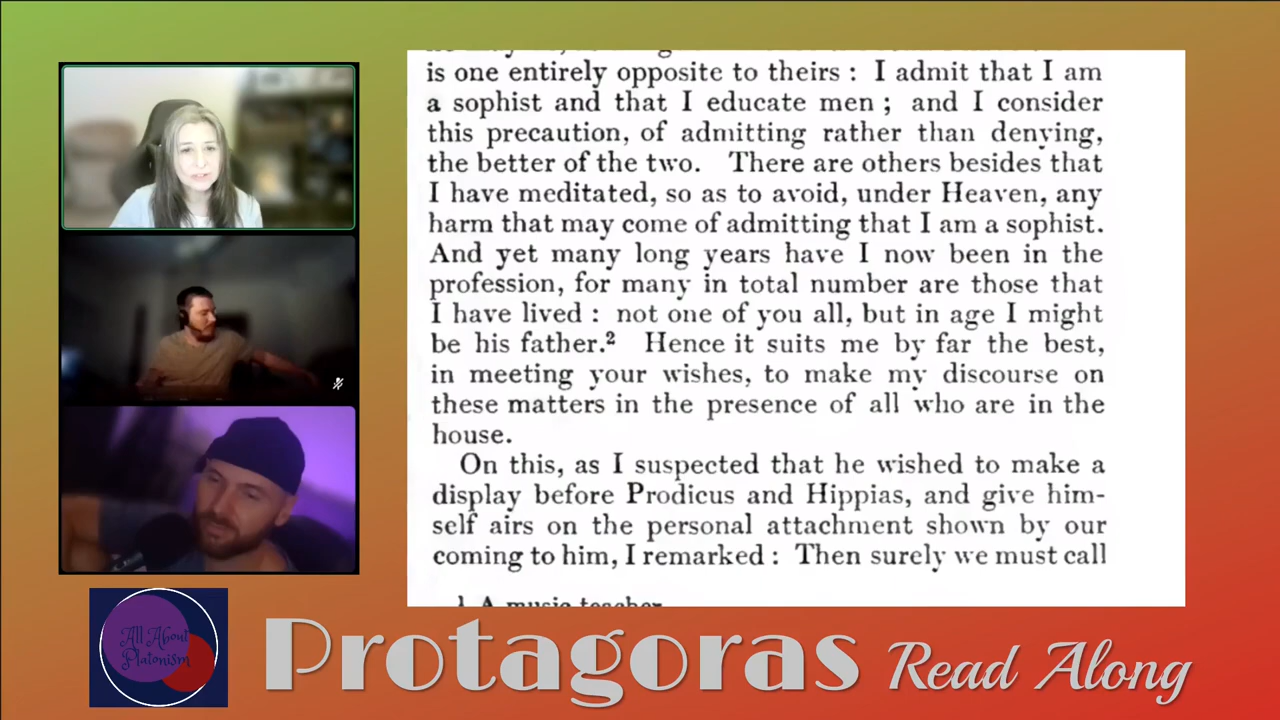 is one entirely opposite to theirs : I admit that I am
a sophist and that I educate men ; and I consider
this precaution, of admitting rather than denying,
the better of the two. There are others besides that
I have meditated, so as to avoid, under Heaven, any
harm that may come of admitting that I am a sophist.
And yet many long years have I now been in the
profession, for many in total number are those that
I have lived : not one of you all, but in age I might
be his father.²  Hence it suits me by far the best,
in meeting your wishes, to make my discourse on
these matters in the presence of all who are in the
house.
On this, as I suspected that he wished to make a
display before Prodicus and Hippias, and give him-
self airs on the personal attachment shown by our
coming to him, I remarked : Then surely we must call
¹ A music teacher.
All About
Platonism
Protagoras Read Along